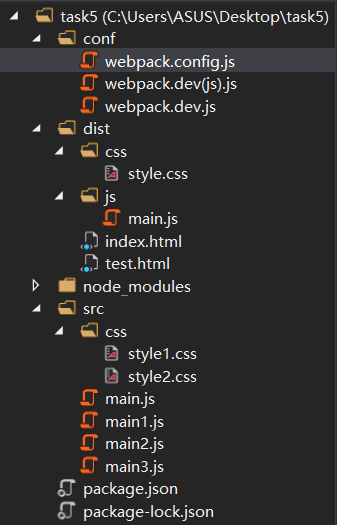 task5 (C:\Users\ASUS\Desktop\task5)
conf
webpack.config.js
webpack.dev(js).js
webpack.dev.js
dist
css
style.css
js
main.js
index.html
test.html
node_modules
src
css
style1.css
style2.css
main.js
main1.js
main2.js
main3.js
package.json
package-lock.json